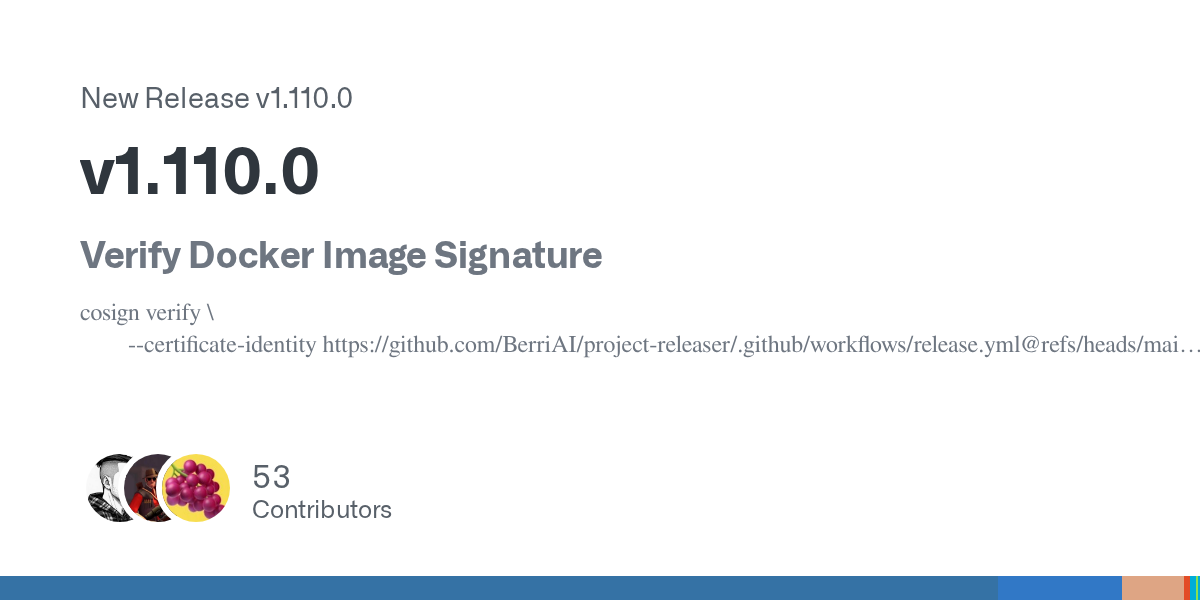 New Release v1.110.0
v1.110.0
Verify Docker Image Signature
cosign verify \
--certificate-identity https://github.com/BerriAI/project-releaser/.github/workflows/release.yml@refs/heads/mai…
53
Contributors